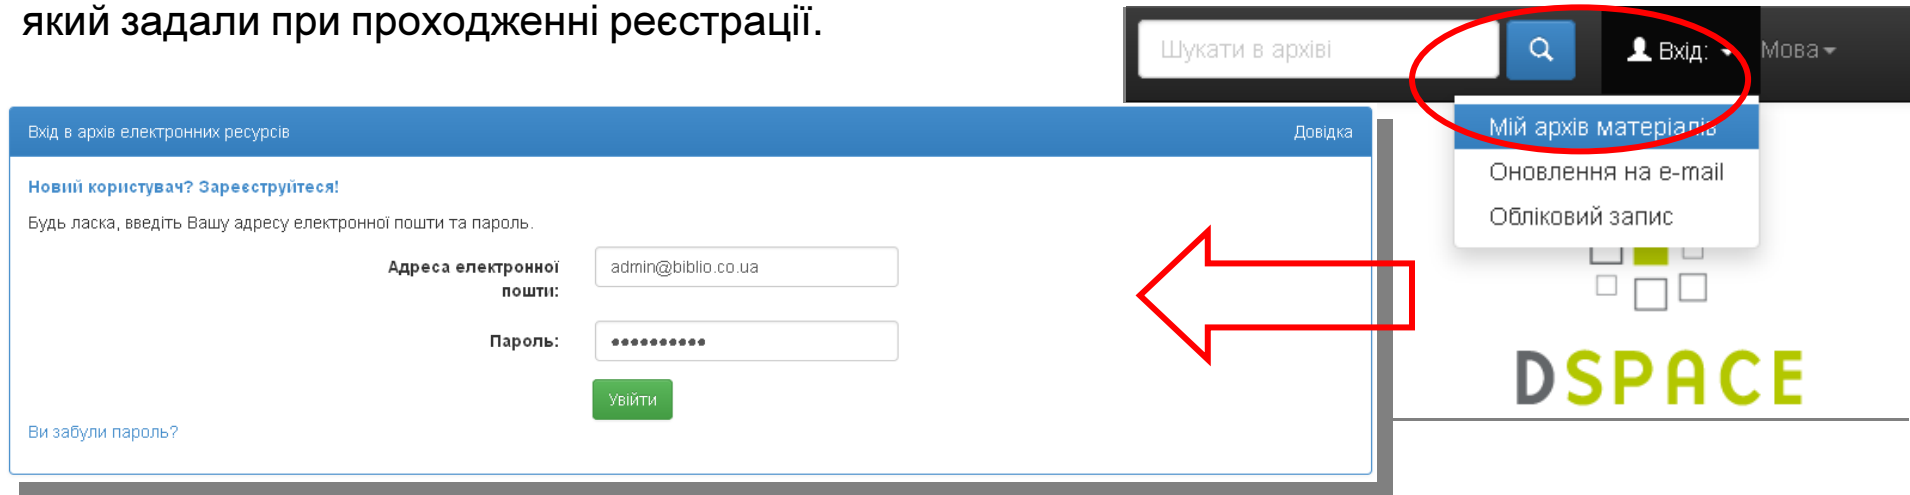 який задали при проходженні реєстрації.
Шукати в архіві
Вхід:
Мова
Мій архів матеріалів
Оновлення на e-mail
Обліковий запис
DSPACE
Вхід в архів електронних ресурсів
Довідка
Новий користувач? Зареєструйтеся!
Будь ласка, введіть Вашу адресу електронної пошти та пароль.
Адреса електронної
пошти:
admin@biblio.co.ua
Пароль:
••••••••••
Увійти
Ви забули пароль?